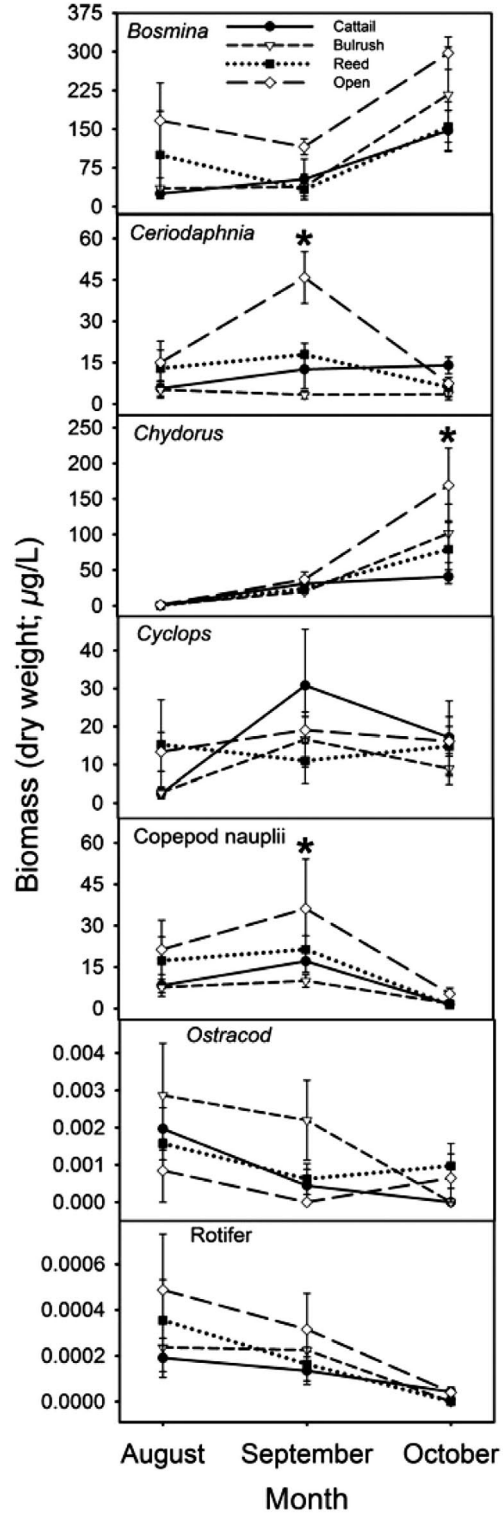 Bosmina
Cattail
Bulrush
Reed
Open
375
300
225
150
75
0
Ceriodaphnia
*
60
45
30
15
0
Chydorus
*
250
200
150
100
50
0
Cyclops
40
30
20
10
0
Copepod nauplii
*
60
45
30
15
0
Ostracod
0.004
0.003
0.002
0.001
0.000
Rotifer
0.0006
0.0004
0.0002
0.0000
Biomass (dry weight; µg/L)
August September October
Month